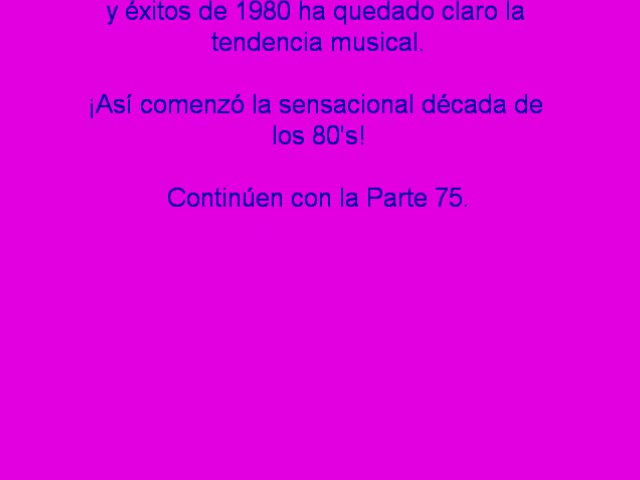 y éxitos de 1980 ha quedado claro la
tendencia musical.
¡Así comenzó la sensacional década de
los 80's!
Continúen con la Parte 75.